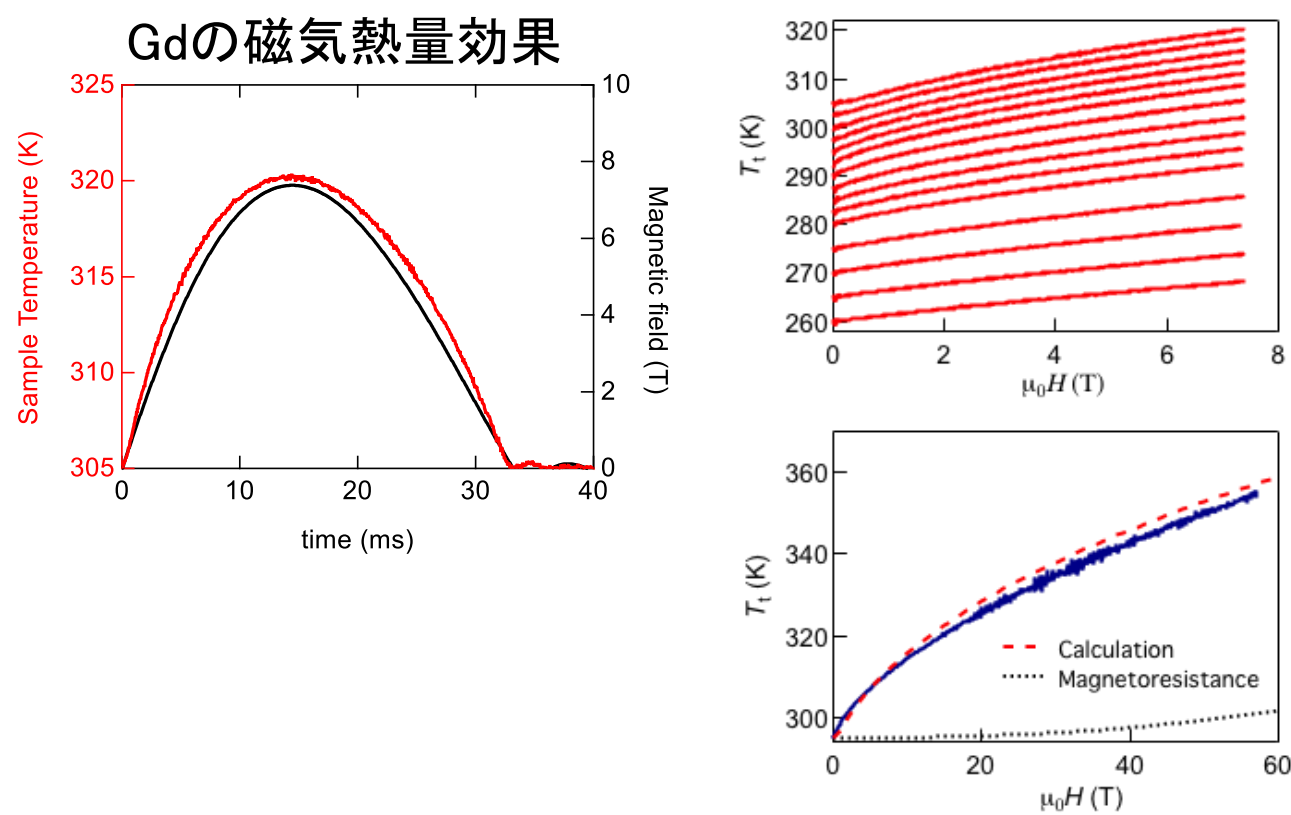 Gdの磁気熱量効果
325
320
315
310
305
Sample Temperature (K)
10
8
6
4
2
0
Magnetic field (T)
0 10 20 30 40
time (ms)
320
310
300
290
280
270
260
Tt (K)
0 2 4 6 8
μ0H (T)
360
340
320
300
Tt (K)
Calculation
Magnetoresistance
0 20 40 60
μ0H (T)